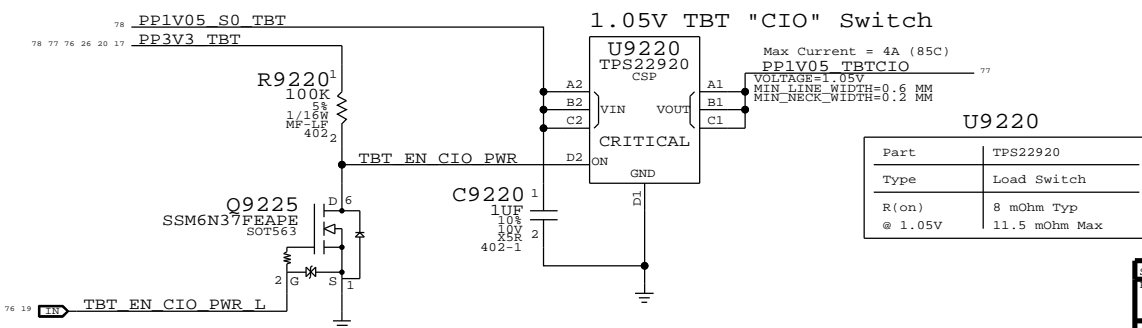 78 PP1V05_S0_TBT
78 77 76 26 20 17 PP3V3_TBT
1.05V TBT "CIO" Switch
U9220
TPS22920
CSP
Max Current = 4A (85C)
PP1V05_TBTCIO 77
VOLTAGE=1.05V
MIN_LINE_WIDTH=0.6 MM
MIN_NECK_WIDTH=0.2 MM
A2
B2
C2
VIN
VOUT
A1
B1
C1
CRITICAL
D2 ON
GND
D1
R9220 1
100K
5%
1/16W
MF-LF
402 2
TBT_EN_CIO_PWR
C9220 1
1UF
10%
10V
X5R
402-1
2
Q9225
SSM6N37FEAPE
SOT563
D 6
2 G S 1
76 19 IN TBT_EN_CIO_PWR_L
U9220
Part TPS22920
Type Load Switch
R(on) 8 mOhm Typ
@ 1.05V 11.5 mOhm Max